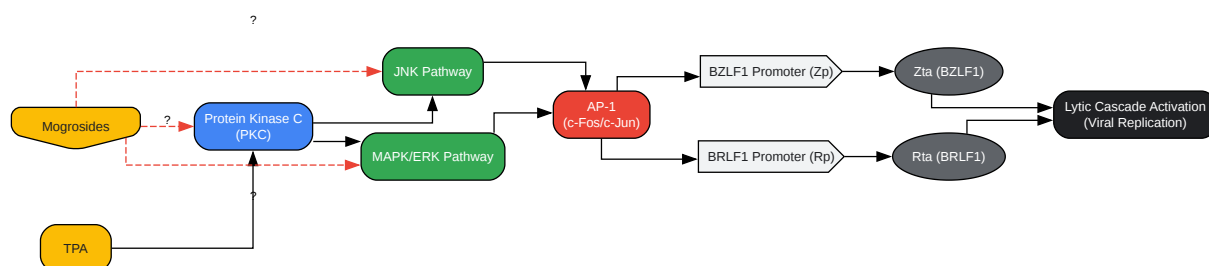 ?
JNK Pathway
BZLF1 Promoter (Zp)
Zta (BZLF1)
Mogrosides
?
Protein Kinase C
(PKC)
AP-1
(c-Fos/c-Jun)
Lytic Cascade Activation
(Viral Replication)
MAPK/ERK Pathway
BRLF1 Promoter (Rp)
Rta (BRLF1)
?
TPA